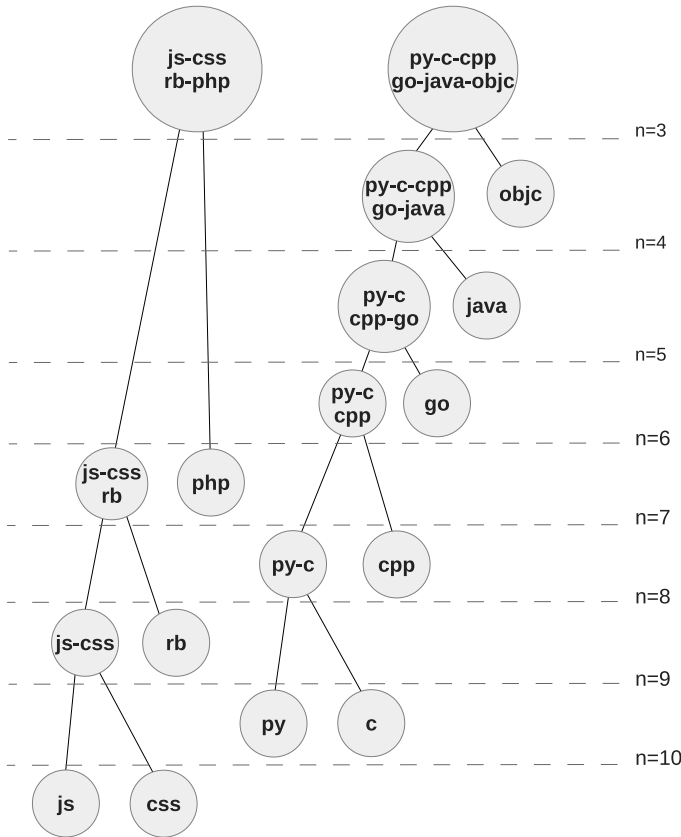 js-css
rb-php
py-c-cpp
go-java-objc
n=3
py-c-cpp
go-java
objc
n=4
py-c
cpp-go
java
n=5
py-c
cpp
go
n=6
js-css
rb
php
n=7
py-c
cpp
n=8
js-css
rb
n=9
py
c
n=10
js
css